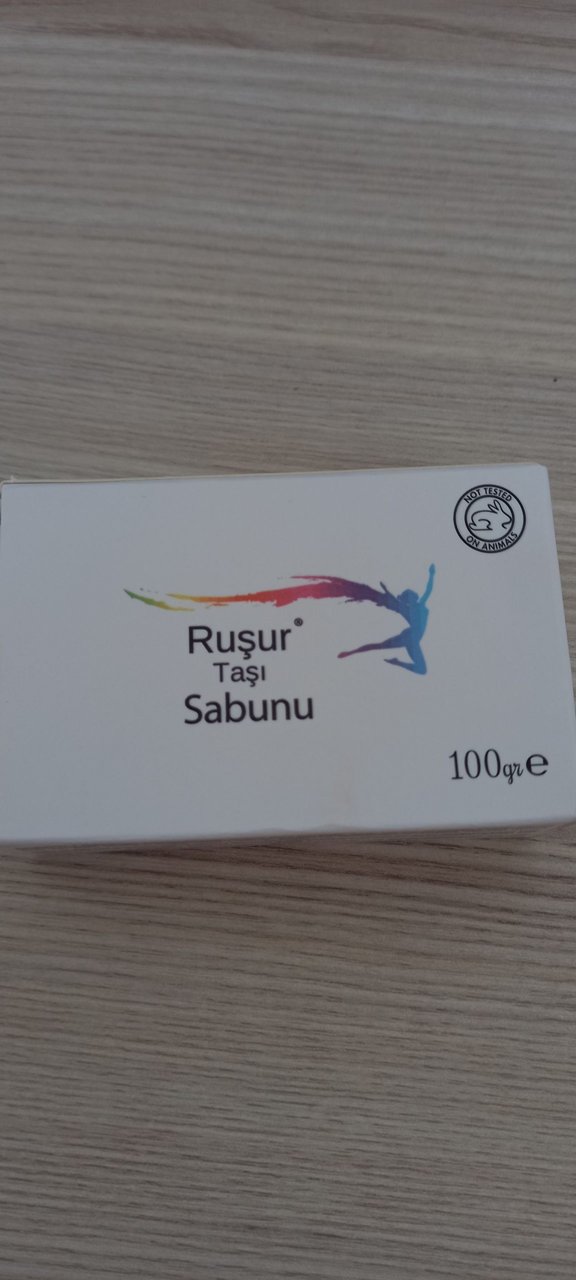 NOT TESTED
ON ANIMALS
Ruşur®
Taşı
Sabunu
100gr℮